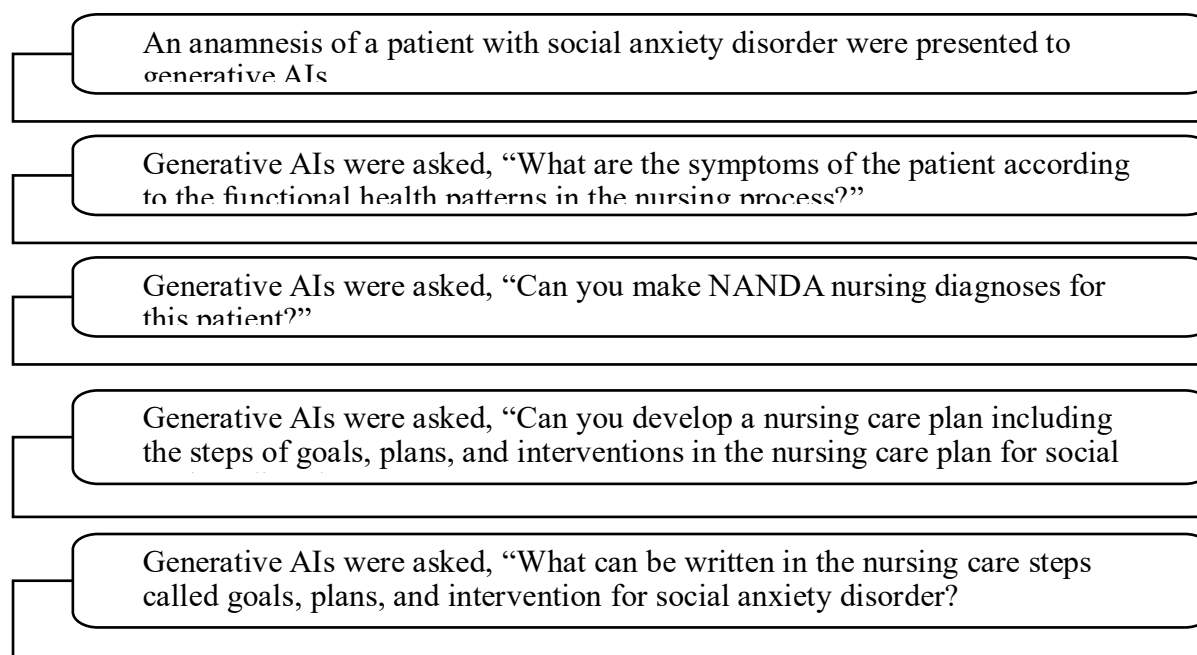 An anamnesis of a patient with social anxiety disorder were presented to
generative AIs
Generative AIs were asked, “What are the symptoms of the patient according
to the functional health patterns in the nursing process?”
Generative AIs were asked, “Can you make NANDA nursing diagnoses for
this patient?”
Generative AIs were asked, “Can you develop a nursing care plan including
the steps of goals, plans, and interventions in the nursing care plan for social
Generative AIs were asked, “What can be written in the nursing care steps
called goals, plans, and intervention for social anxiety disorder?